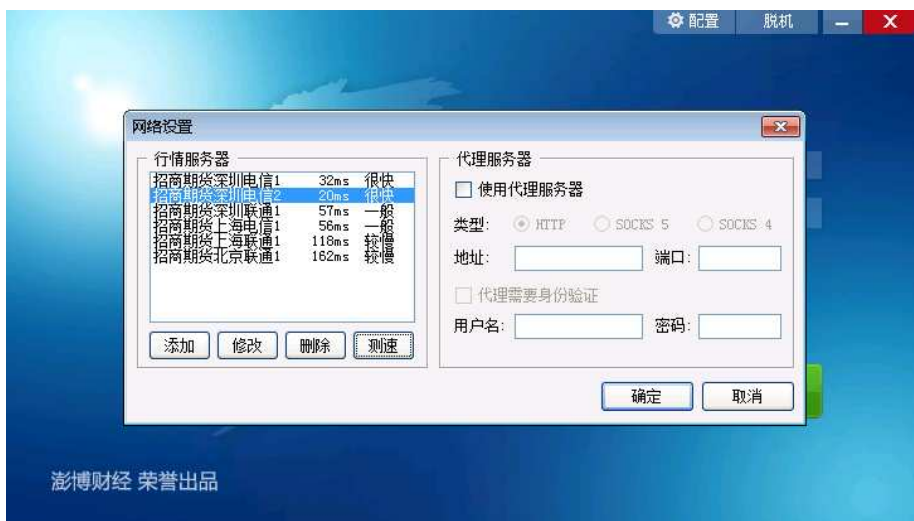 配置 脱机
网络设置
行情服务器
招商期货深圳电信1 32ms 很快
招商期货深圳电信2 20ms 很快
招商期货深圳联通1 57ms 一般
招商期货上海电信1 56ms 一般
招商期货上海联通1 118ms 较慢
招商期货北京联通1 162ms 较慢
添加 修改 删除 测速
代理服务器
使用代理服务器
类型: HTTP SOCKS 5 SOCKS 4
地址: 端口:
代理需要身份验证
用户名: 密码:
确定 取消
澎博财经 荣誉出品